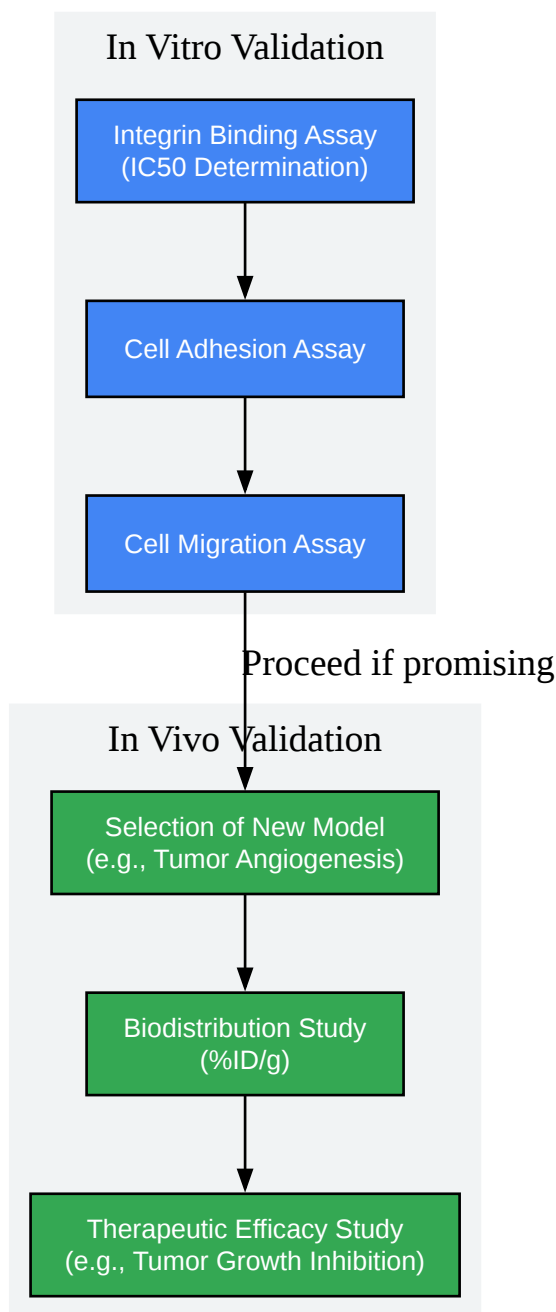 In Vitro Validation
Integrin Binding Assay
(IC50 Determination)
Cell Adhesion Assay
Cell Migration Assay
Proceed if promising
In Vivo Validation
Selection of New Model
(e.g., Tumor Angiogenesis)
Biodistribution Study
(%ID/g)
Therapeutic Efficacy Study
(e.g., Tumor Growth Inhibition)